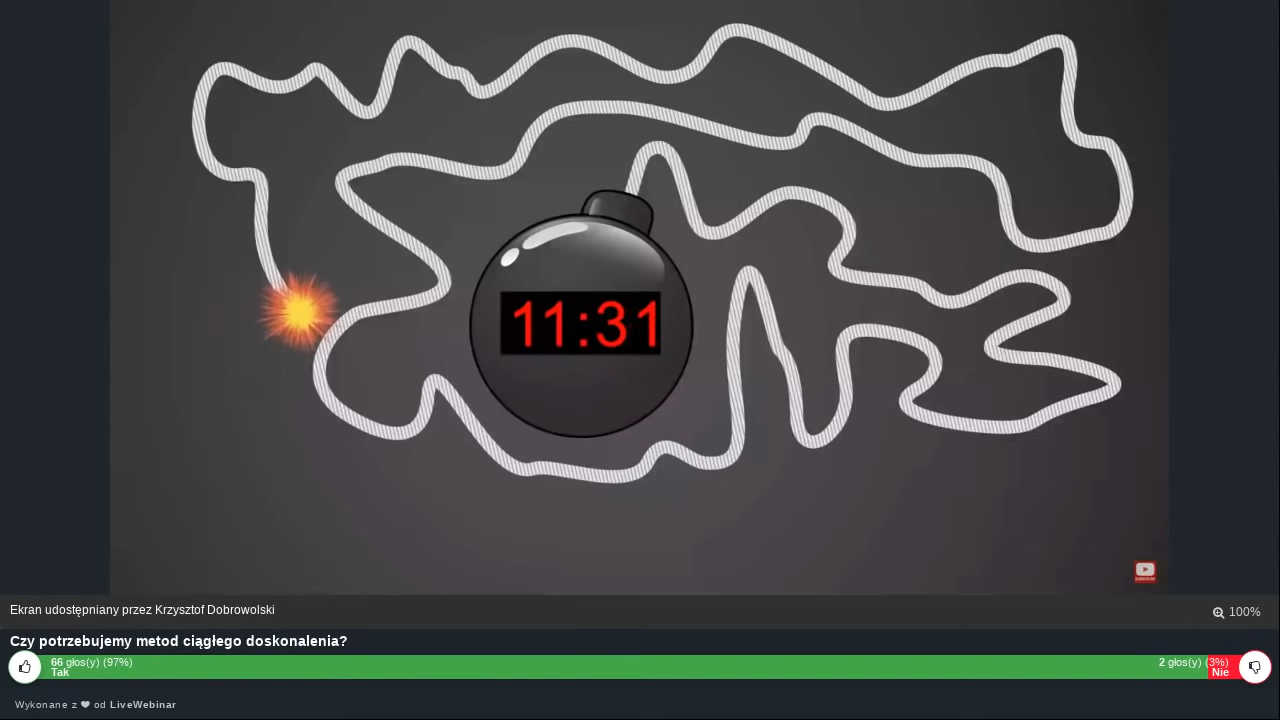 11:31
Ekran udostępniany przez Krzysztof Dobrowolski
100%
Czy potrzebujemy metod ciągłego doskonalenia?
66 głos(y) (97%)
Tak
2 głos(y) (3%)
Nie
Wykonane z od LiveWebinar